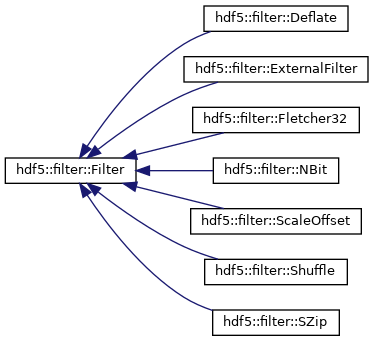 hdf5::filter::Deflate
hdf5::filter::ExternalFilter
hdf5::filter::Fletcher32
hdf5::filter::Filter
hdf5::filter::NBit
hdf5::filter::ScaleOffset
hdf5::filter::Shuffle
hdf5::filter::SZip